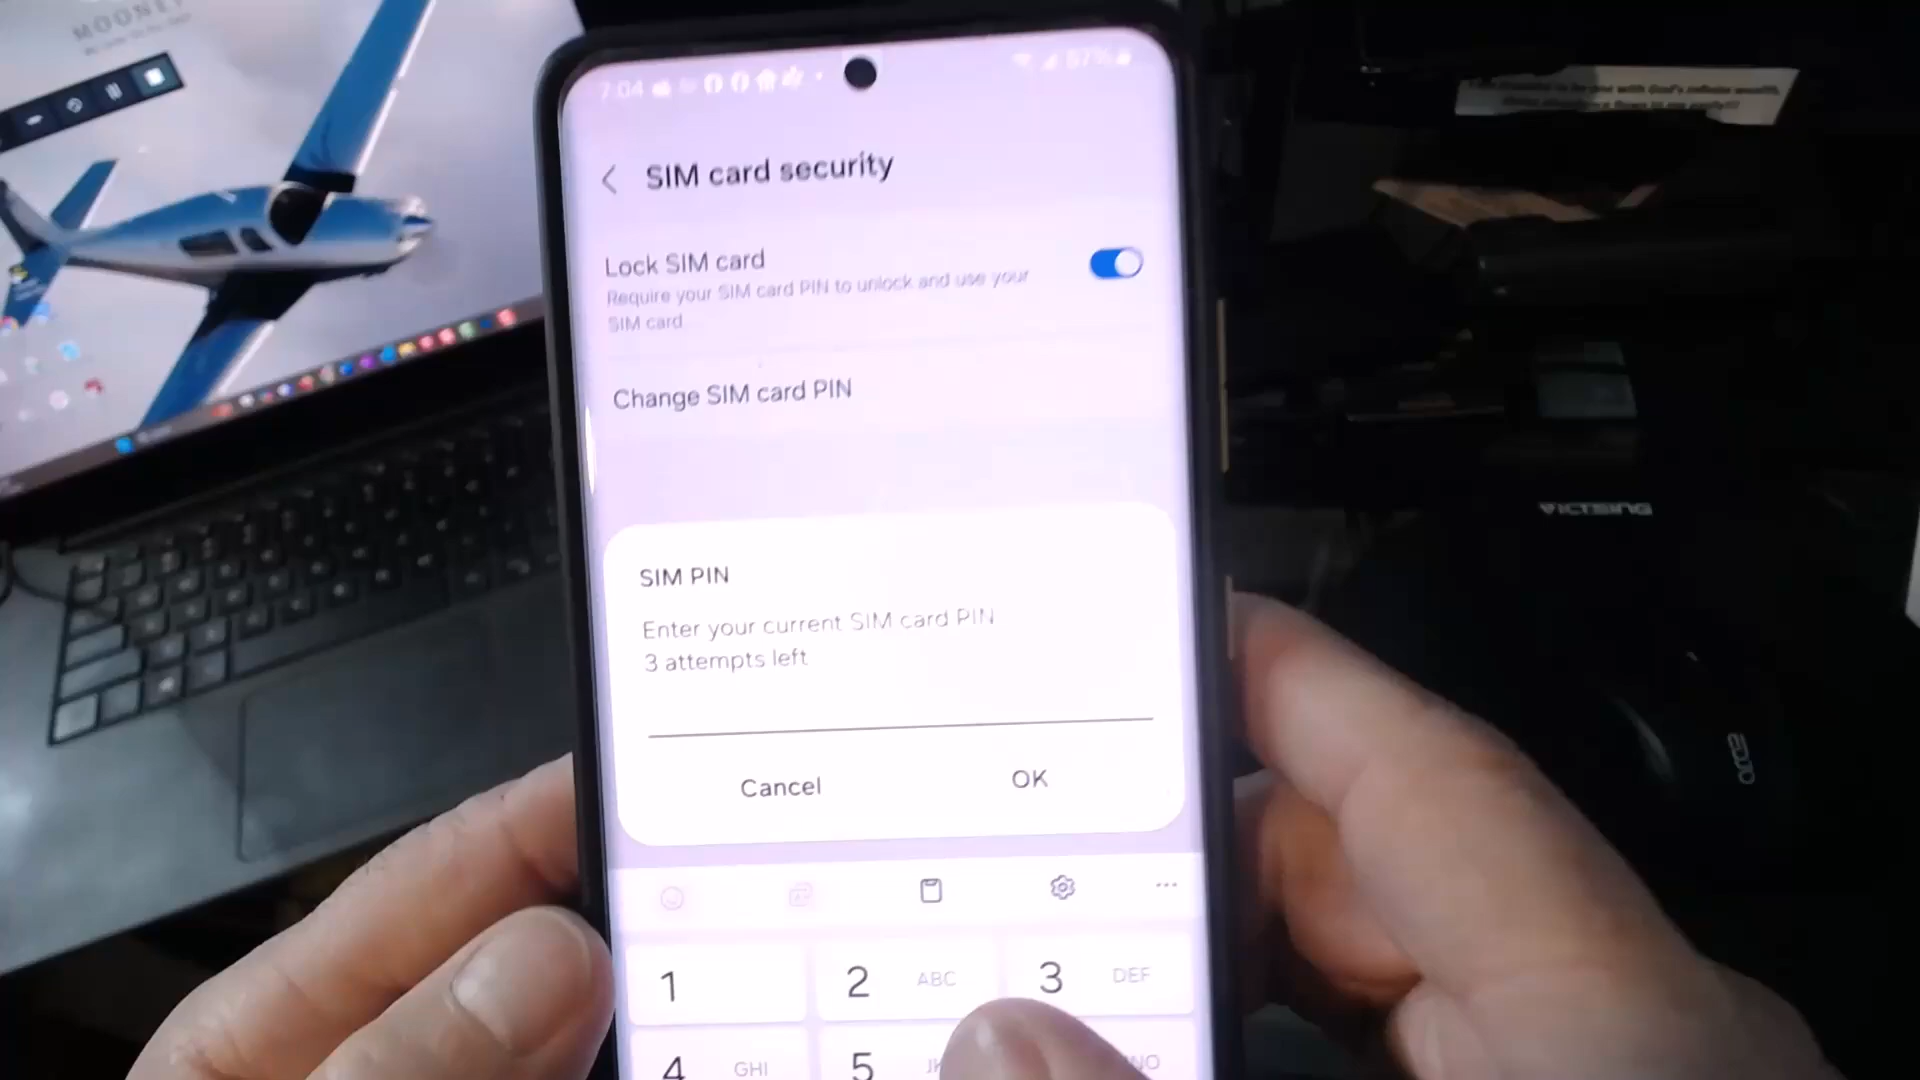 MOONEY
7:04
57%
SIM card security
Lock SIM card
Require your SIM card PIN to unlock and use your
SIM card
Change SIM card PIN
SIM PIN
Enter your current SIM card PIN
3 attempts left
Cancel
OK
1
2 ABC
3 DEF
4 GHI
5
VICTSING